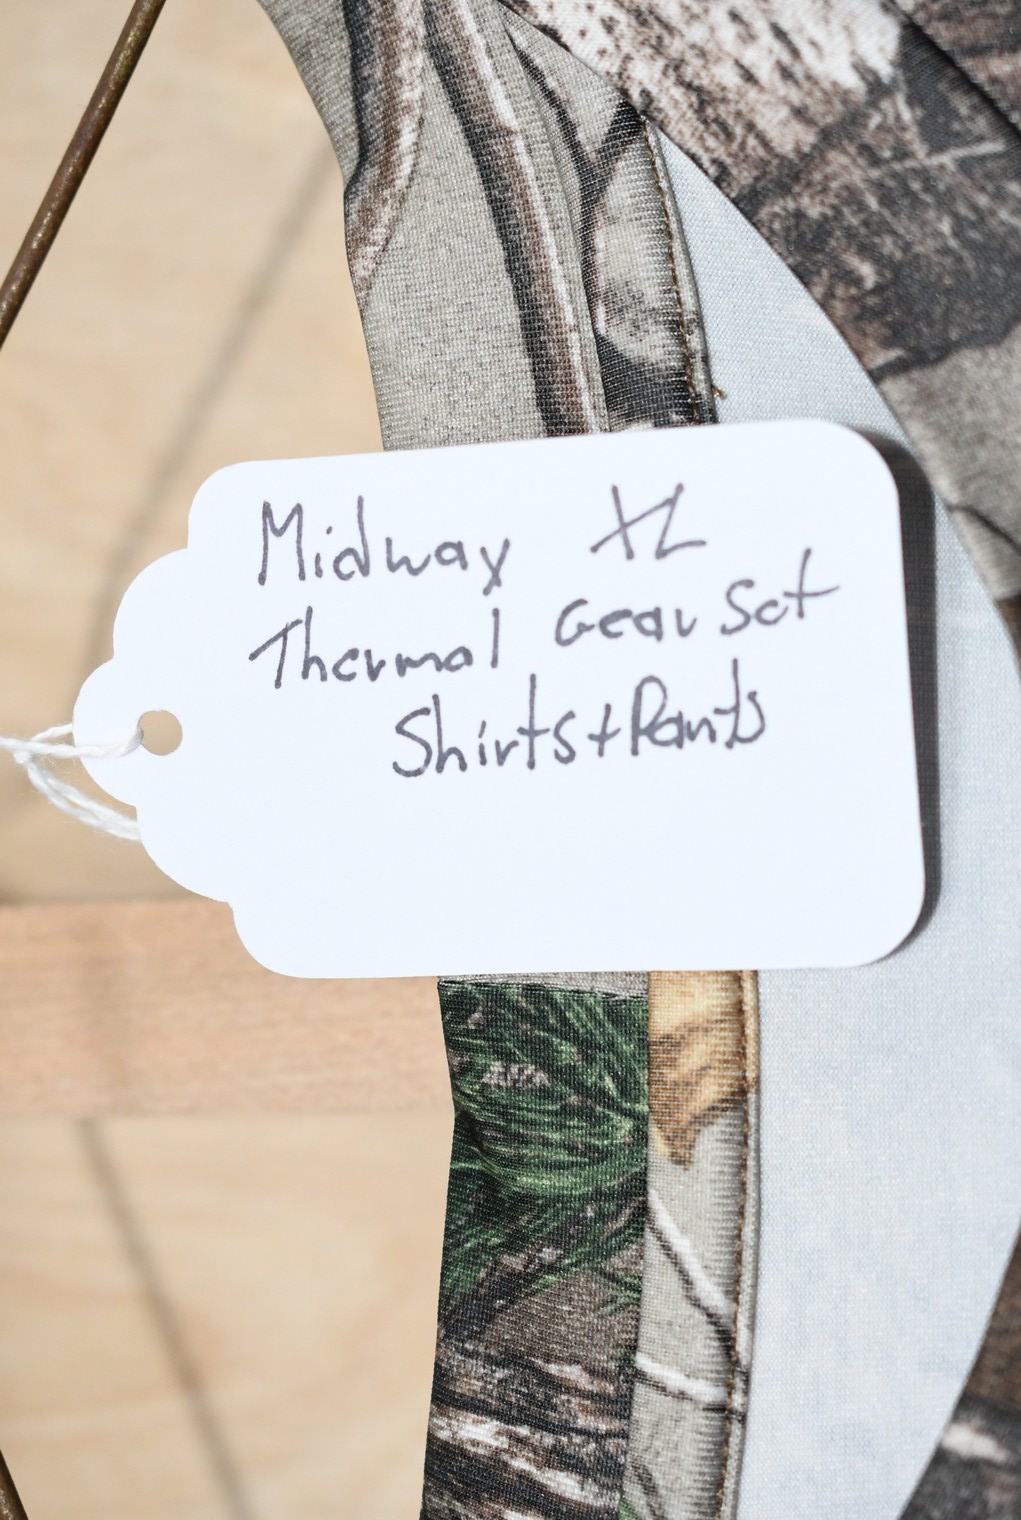 Midway XL
Thermal Gear Set
Shirts + Pants